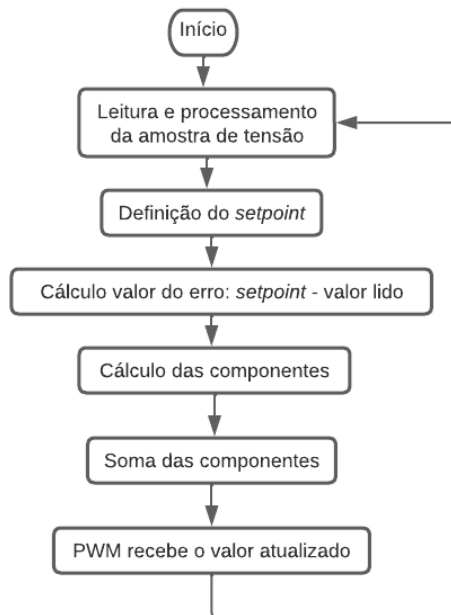 Início
Leitura e processamento
da amostra de tensão
Definição do setpoint
Cálculo valor do erro: setpoint - valor lido
Cálculo das componentes
Soma das componentes
PWM recebe o valor atualizado